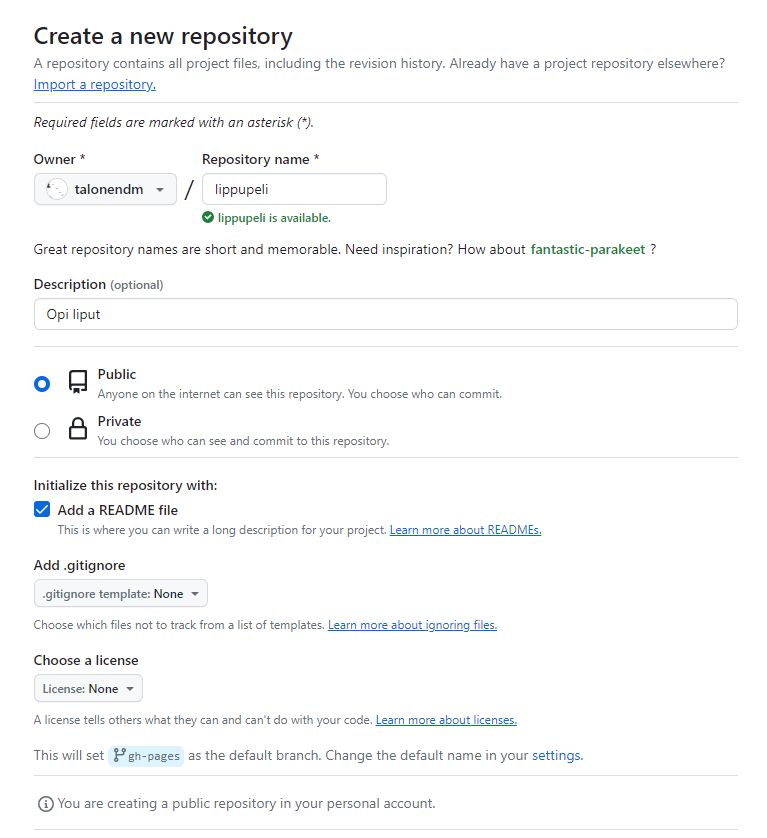 Create a new repository
A repository contains all project files, including the revision history. Already have a project repository elsewhere?
Import a repository.
Required fields are marked with an asterisk (*).
Owner * Repository name *
talonendm / lippupeli
lippupeli is available.
Great repository names are short and memorable. Need inspiration? How about fantastic-parakeet ?
Description (optional)
Opi liput
Public
Anyone on the internet can see this repository. You choose who can commit.
Private
You choose who can see and commit to this repository.
Initialize this repository with:
Add a README file
This is where you can write a long description for your project. Learn more about READMEs.
Add .gitignore
.gitignore template: None
Choose which files not to track from a list of templates. Learn more about ignoring files.
Choose a license
License: None
A license tells others what they can and can't do with your code. Learn more about licenses.
This will set gh-pages as the default branch. Change the default name in your settings.
You are creating a public repository in your personal account.